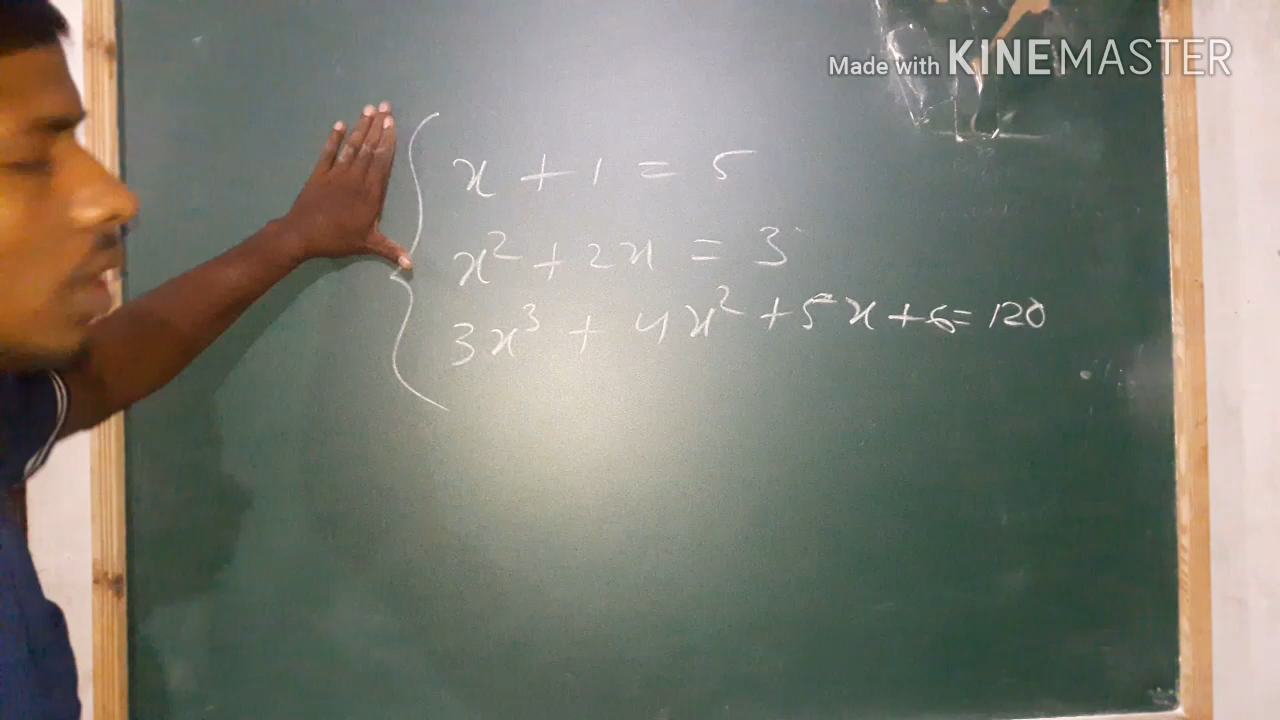 Made with KINEMASTER
x + 1 = 5
x² + 2x = 3
3x³ + 4x² + 5x + 6 = 120